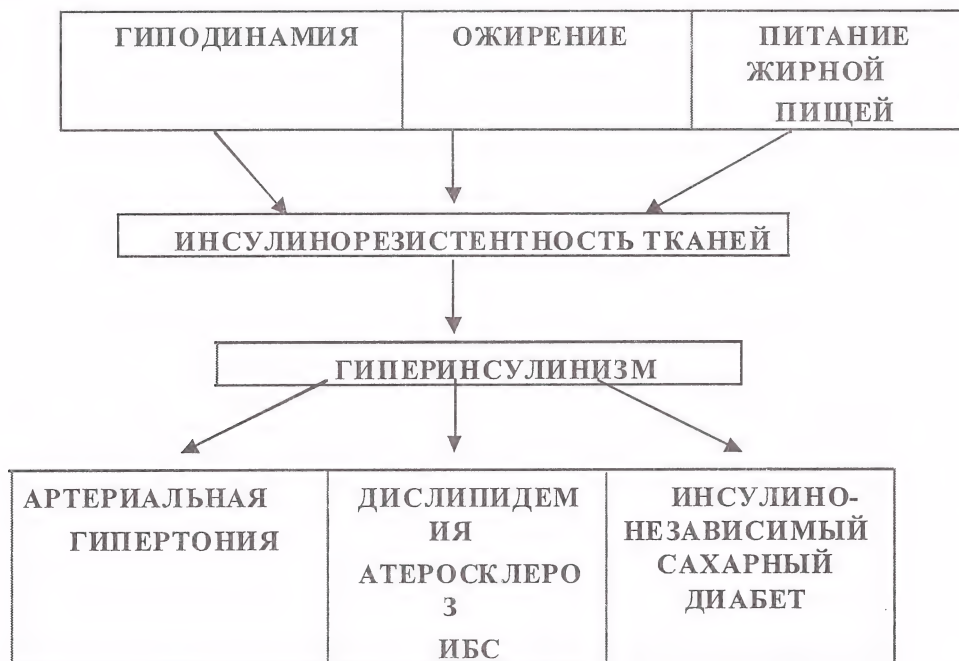 ГИПОДИНАМИЯ
ОЖИРЕНИЕ
ПИТАНИЕ
ЖИРНОЙ
ПИЩЕЙ
ИНСУЛИНОРЕЗИСТЕНТНОСТЬ ТКАНЕЙ
ГИПЕРИНСУЛИНИЗМ
АРТЕРИАЛЬНАЯ
ГИПЕРТОНИЯ
ДИСЛИПИДЕМ
ИЯ
АТЕРОСКЛЕРО
З
ИБС
ИНСУЛИНО-
НЕЗАВИСИМЫЙ
САХАРНЫЙ
ДИАБЕТ